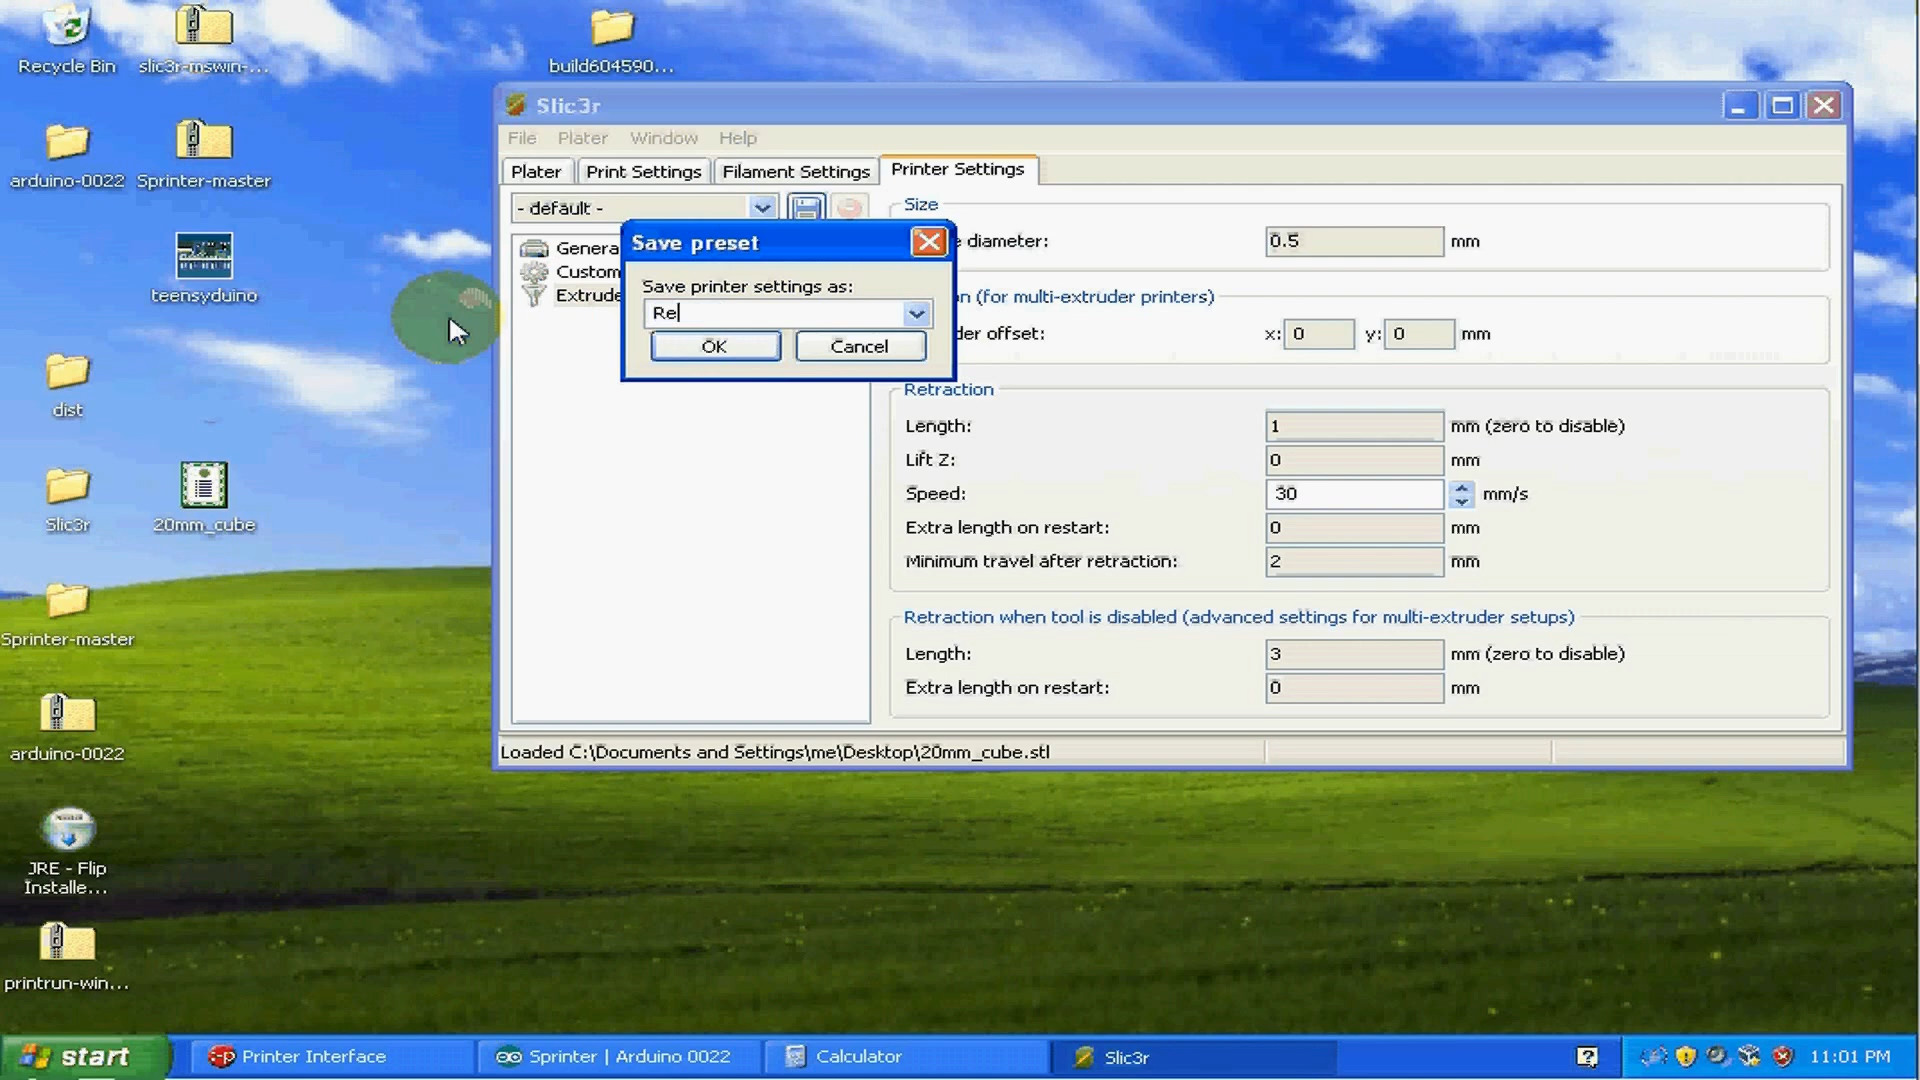 Recycle Bin
slic3r-mswin-...
build604590...
arduino-0022
Sprinter-master
teensyduino
dist
Slic3r
20mm_cube
Sprinter-master
arduino-0022
JRE - Flip
Installe...
printrun-win...
Slic3r
File Plater Window Help
Plater Print Settings Filament Settings Printer Settings
- default -
Genera
Custom
Extrude
Save preset
Save printer settings as:
Re
OK Cancel
Size
e diameter: 0.5 mm
n (for multi-extruder printers)
der offset: x: 0 y: 0 mm
Retraction
Length: 1 mm (zero to disable)
Lift Z: 0 mm
Speed: 30 mm/s
Extra length on restart: 0 mm
Minimum travel after retraction: 2 mm
Retraction when tool is disabled (advanced settings for multi-extruder setups)
Length: 3 mm (zero to disable)
Extra length on restart: 0 mm
Loaded C:\Documents and Settings\me\Desktop\20mm_cube.stl
start Printer Interface Sprinter | Arduino 0022 Calculator Slic3r 11:01 PM